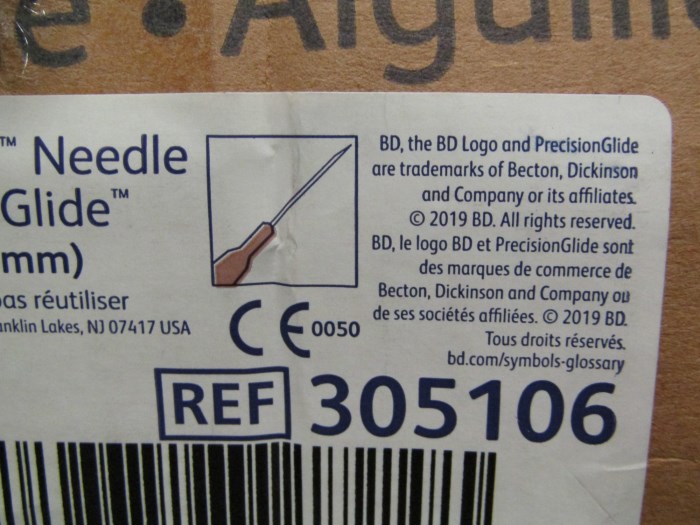 e • Aiguill
™ Needle
Glide™
mm)
pas réutiliser
anklin Lakes, NJ 07417 USA
BD, the BD Logo and PrecisionGlide
are trademarks of Becton, Dickinson
and Company or its affiliates.
© 2019 BD. All rights reserved.
BD, le logo BD et PrecisionGlide sont
des marques de commerce de
Becton, Dickinson and Company ou
de ses sociétés affiliées. © 2019 BD.
Tous droits réservés.
bd.com/symbols-glossary
CE 0050
REF 305106